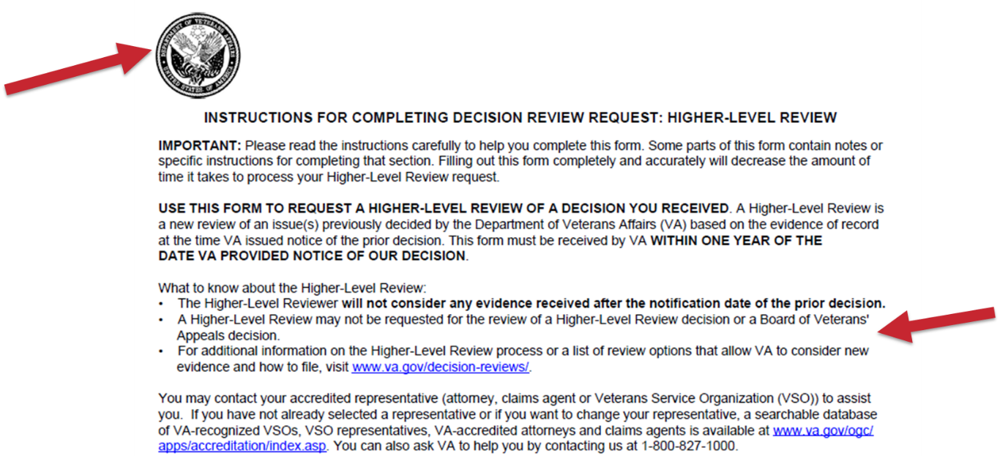 DEPARTMENT OF VETERANS AFFAIRS
UNITED STATES OF AMERICA
INSTRUCTIONS FOR COMPLETING DECISION REVIEW REQUEST: HIGHER-LEVEL REVIEW
IMPORTANT: Please read the instructions carefully to help you complete this form. Some parts of this form contain notes or
specific instructions for completing that section. Filling out this form completely and accurately will decrease the amount of
time it takes to process your Higher-Level Review request.
USE THIS FORM TO REQUEST A HIGHER-LEVEL REVIEW OF A DECISION YOU RECEIVED. A Higher-Level Review is
a new review of an issue(s) previously decided by the Department of Veterans Affairs (VA) based on the evidence of record
at the time VA issued notice of the prior decision. This form must be received by VA WITHIN ONE YEAR OF THE
DATE VA PROVIDED NOTICE OF OUR DECISION.
What to know about the Higher-Level Review:
• The Higher-Level Reviewer will not consider any evidence received after the notification date of the prior decision.
• A Higher-Level Review may not be requested for the review of a Higher-Level Review decision or a Board of Veterans'
Appeals decision.
• For additional information on the Higher-Level Review process or a list of review options that allow VA to consider new
evidence and how to file, visit www.va.gov/decision-reviews/.
You may contact your accredited representative (attorney, claims agent or Veterans Service Organization (VSO)) to assist
you. If you have not already selected a representative or if you want to change your representative, a searchable database
of VA-recognized VSOs, VSO representatives, VA-accredited attorneys and claims agents is available at www.va.gov/ogc/
apps/accreditation/index.asp. You can also ask VA to help you by contacting us at 1-800-827-1000.